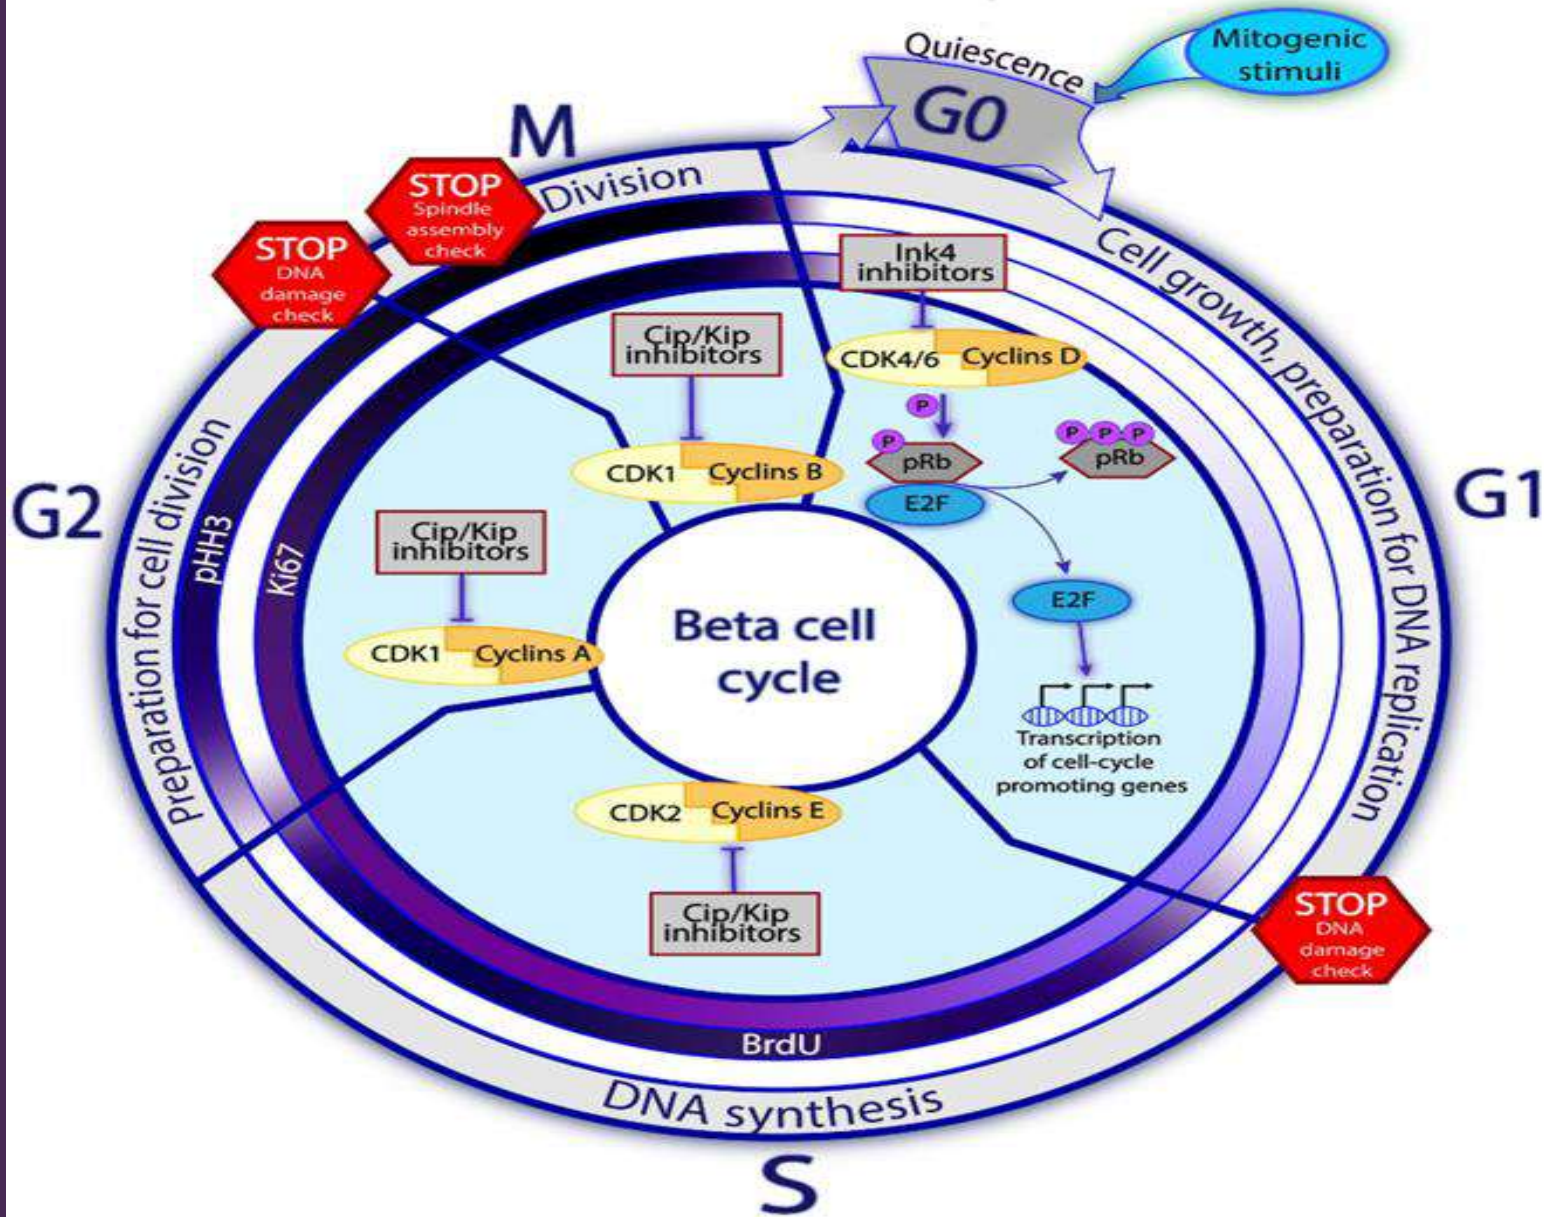 Quiescence
G0
Mitogenic
stimuli
M
Division
STOP
Spindle
assembly
check
STOP
DNA
damage
check
Cell growth, preparation for DNA replication
G1
Ink4
inhibitors
CDK4/6 Cyclins D
P
P
pRb
E2F
P P P
pRb
E2F
Transcription
of cell-cycle
promoting genes
Cip/Kip
inhibitors
CDK1 Cyclins B
G2
Preparation for cell division
pHH3
Ki67
Cip/Kip
inhibitors
CDK1 Cyclins A
Beta cell
cycle
CDK2 Cyclins E
Cip/Kip
inhibitors
STOP
DNA
damage
check
BrdU
DNA synthesis
S